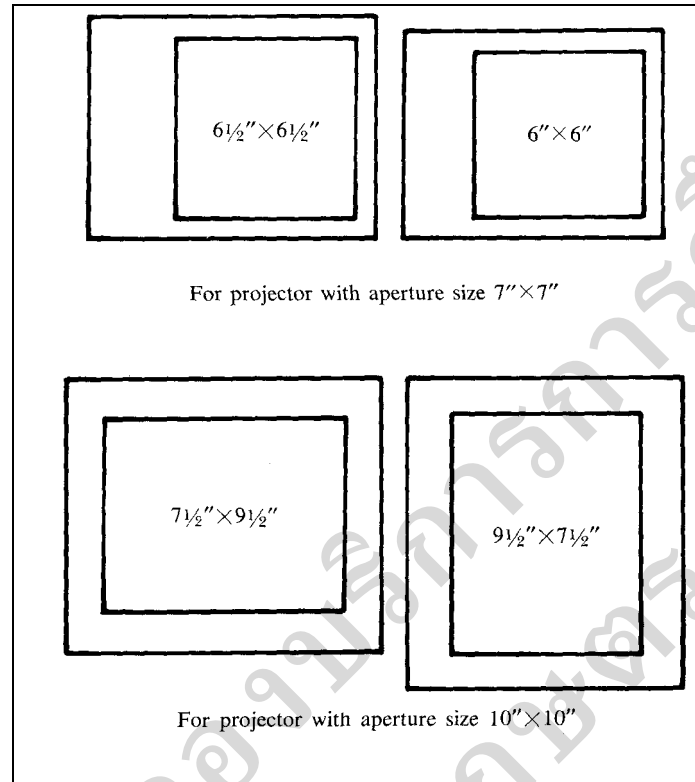 6½″×6½″
6″×6″
For projector with aperture size 7″×7″
7½″×9½″
9½″×7½″
For projector with aperture size 10″×10″